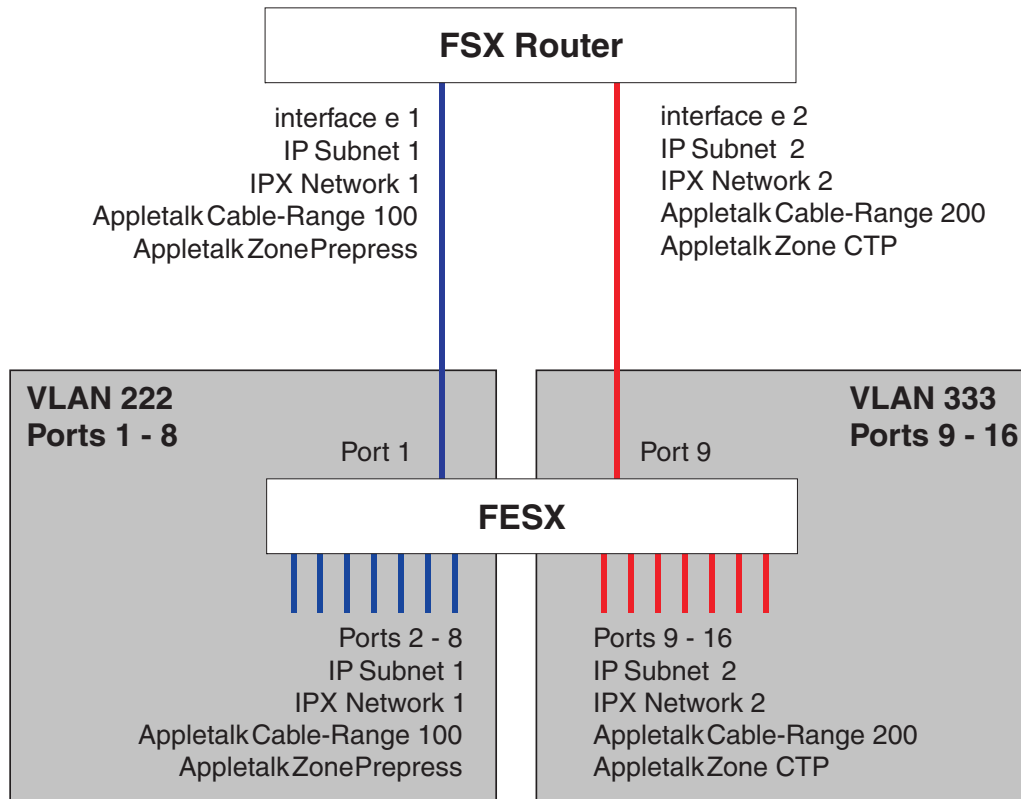 FSX Router
interface e 1
IP Subnet 1
IPX Network 1
Appletalk Cable-Range 100
Appletalk Zone Prepress
interface e 2
IP Subnet 2
IPX Network 2
Appletalk Cable-Range 200
Appletalk Zone CTP
VLAN 222
Ports 1 - 8
Port 1
VLAN 333
Ports 9 - 16
Port 9
FESX
Ports 2 - 8
IP Subnet 1
IPX Network 1
Appletalk Cable-Range 100
Appletalk Zone Prepress
Ports 9 - 16
IP Subnet 2
IPX Network 2
Appletalk Cable-Range 200
Appletalk Zone CTP